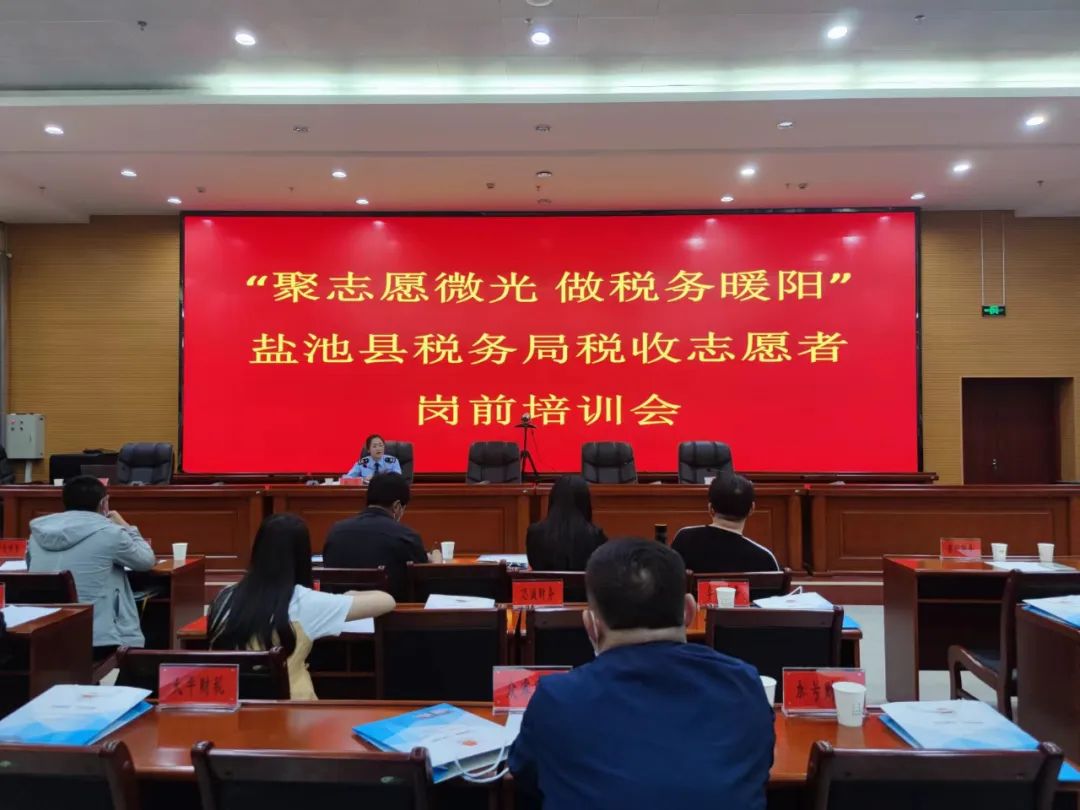 “聚志愿微光 做税务暖阳”
盐池县税务局税收志愿者
岗前培训会